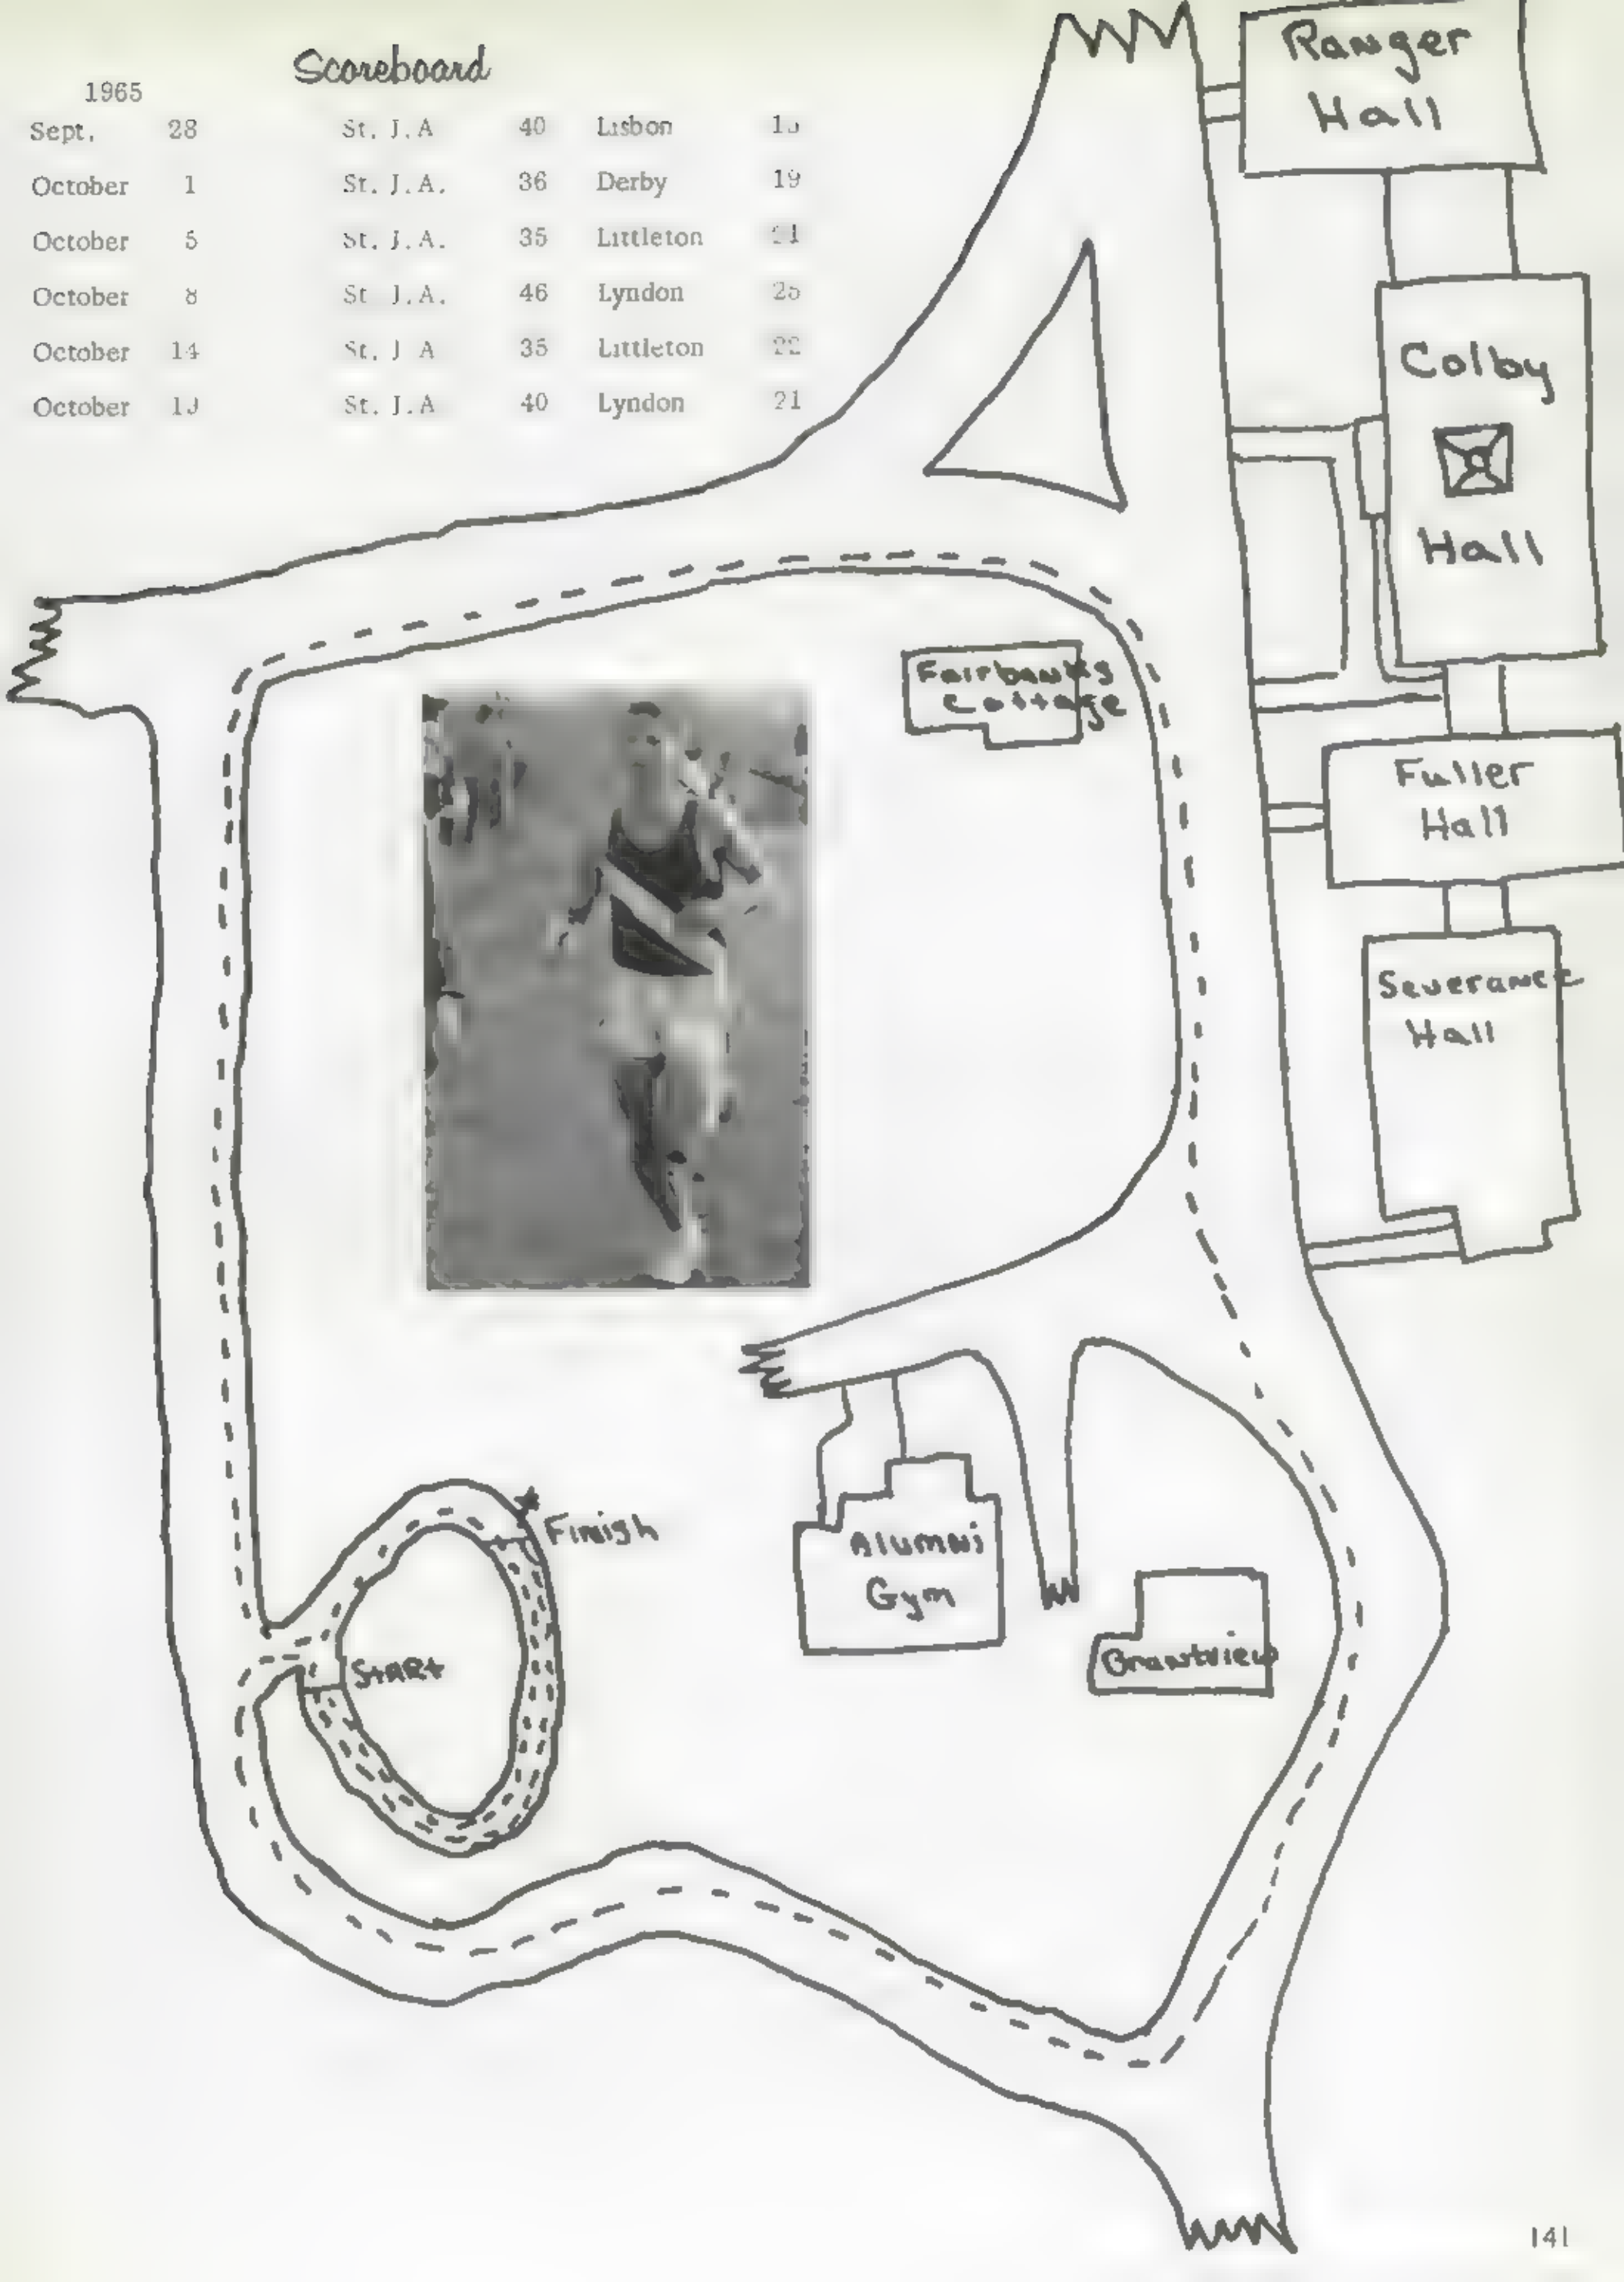 Scoreboard
1965
Sept. 28 St. J.A 40 Lisbon
October 1 St. J.A. 36 Derby 19
October 5 St. J.A. 35 Littleton
October 8 St J.A. 46 Lyndon
October 14 St. J A 35 Littleton 22
October St. J.A 40 Lyndon 21
Ranger
Hall
Colby
Hall
Fairbanks
Cottage
Fuller
Hall
Severance
Hall
Finish
Alumni
Gym
START
Brantview
141